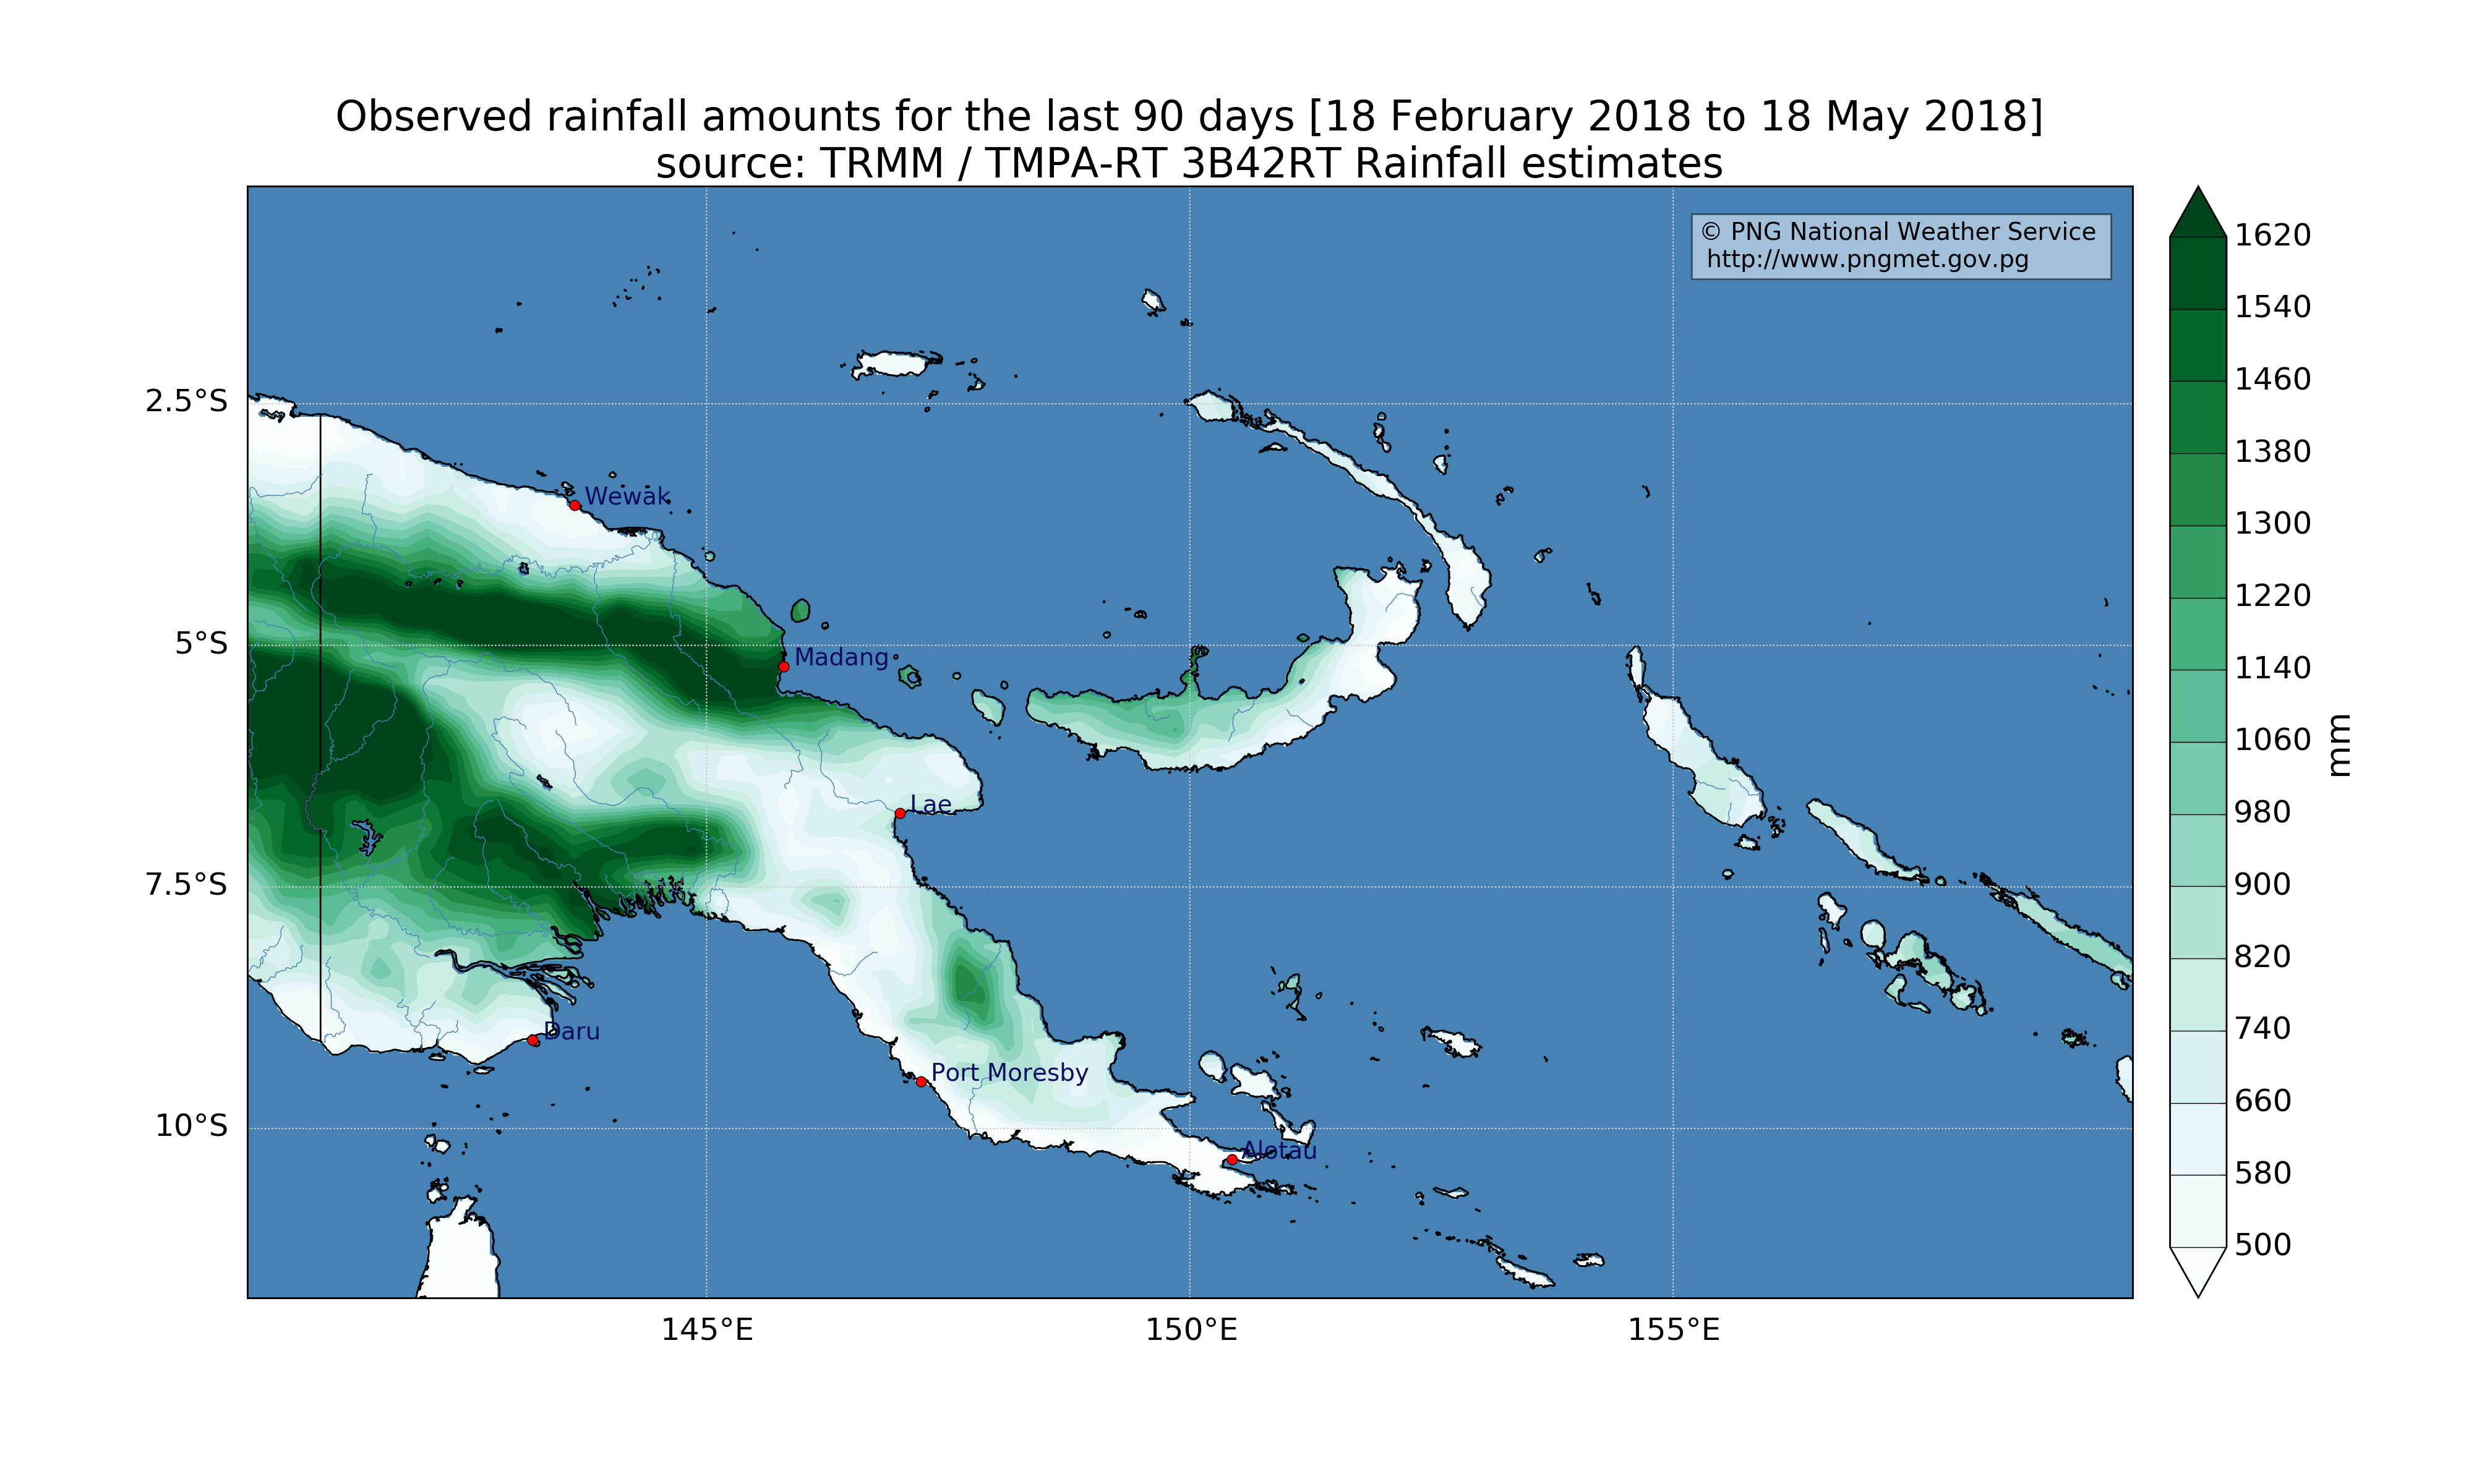 Observed rainfall amounts for the last 90 days [18 February 2018 to 18 May 2018]
source: TRMM / TMPA-RT 3B42RT Rainfall estimates
© PNG National Weather Service
http://www.pngmet.gov.pg
2.5°S
5°S
7.5°S
10°S
Wewak
Madang
Lae
Daru
Port Moresby
Alotau
145°E
150°E
155°E
1620
1540
1460
1380
1300
1220
1140
1060
980
900
820
740
660
580
500
mm